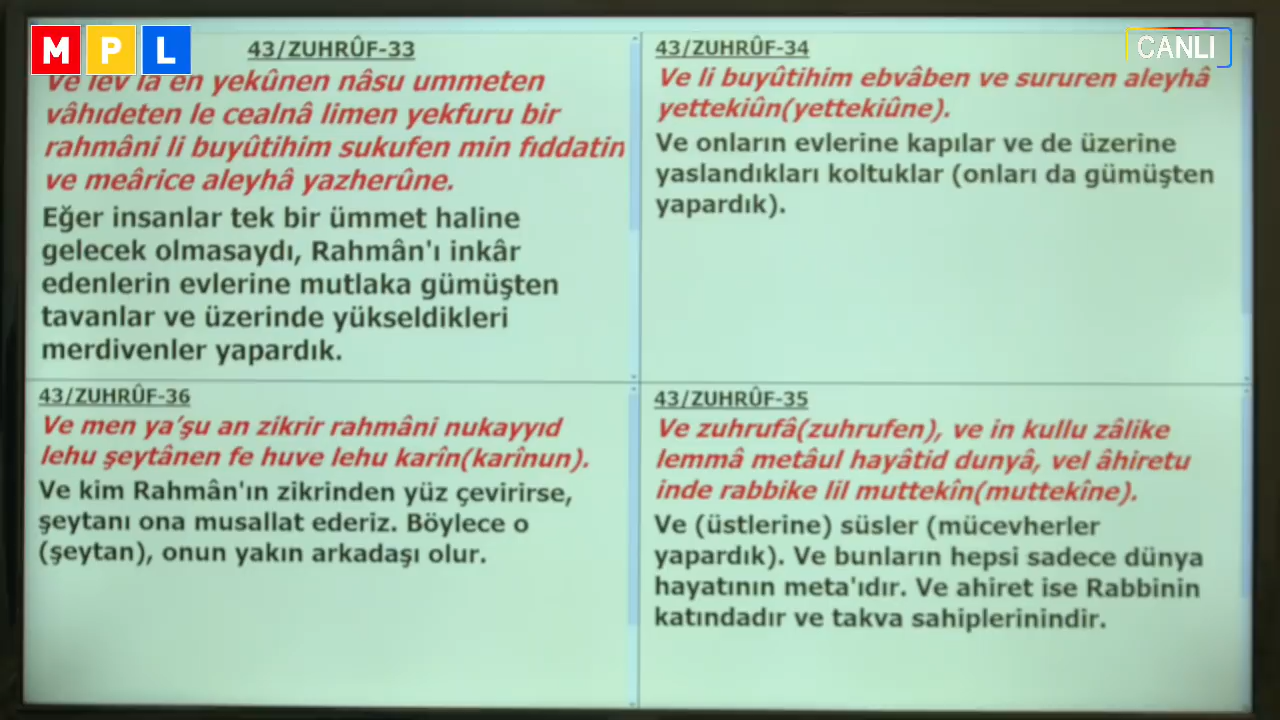 MPL
CANLI
43/ZUHRÛF-33
Ve lev lâ en yekûnen nâsu ummeten
vâhıdeten le cealnâ limen yekfuru bir
rahmâni li buyûtihim sukufen min fıddatin
ve meârice aleyhâ yazherûne.
Eğer insanlar tek bir ümmet haline
gelecek olmasaydı, Rahmân'ı inkâr
edenlerin evlerine mutlaka gümüşten
tavanlar ve üzerinde yükseldikleri
merdivenler yapardık.
43/ZUHRÛF-34
Ve li buyûtihim ebvâben ve sururen aleyhâ
yettekiûn(yettekiûne).
Ve onların evlerine kapılar ve de üzerine
yaslandıkları koltuklar (onları da gümüşten
yapardık).
43/ZUHRÛF-36
Ve men ya’şu an zikrir rahmâni nukayyıd
lehu şeytânen fe huve lehu karîn(karînun).
Ve kim Rahmân'ın zikrinden yüz çevirirse,
şeytanı ona musallat ederiz. Böylece o
(şeytan), onun yakın arkadaşı olur.
43/ZUHRÛF-35
Ve zuhrufâ(zuhrufen), ve in kullu zâlike
lemmâ metâul hayâtid dunyâ, vel âhiretu
inde rabbike lil muttekîn(muttekîne).
Ve (üstlerine) süsler (mücevherler
yapardık). Ve bunların hepsi sadece dünya
hayatının meta'ıdır. Ve ahiret ise Rabbinin
katındadır ve takva sahiplerinindir.